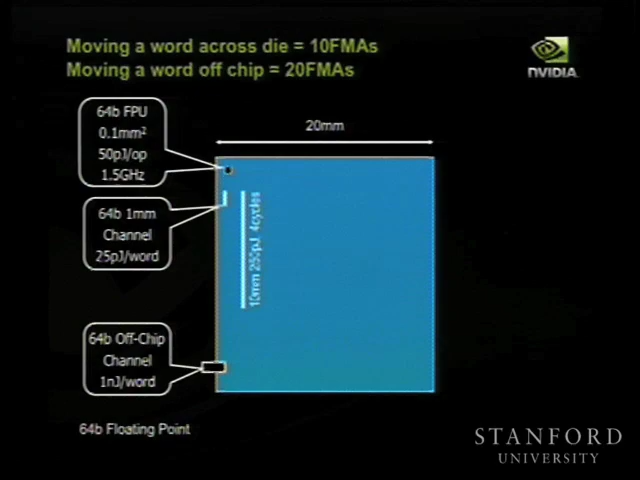 Moving a word across die = 10FMAs
Moving a word off chip = 20FMAs
NVIDIA
64b FPU
0.1mm²
50pJ/op
1.5GHz
20mm
64b 1mm
Channel
25pJ/word
10mm 250pJ, 4cycles
64b Off-Chip
Channel
1nJ/word
64b Floating Point
STANFORD
UNIVERSITY